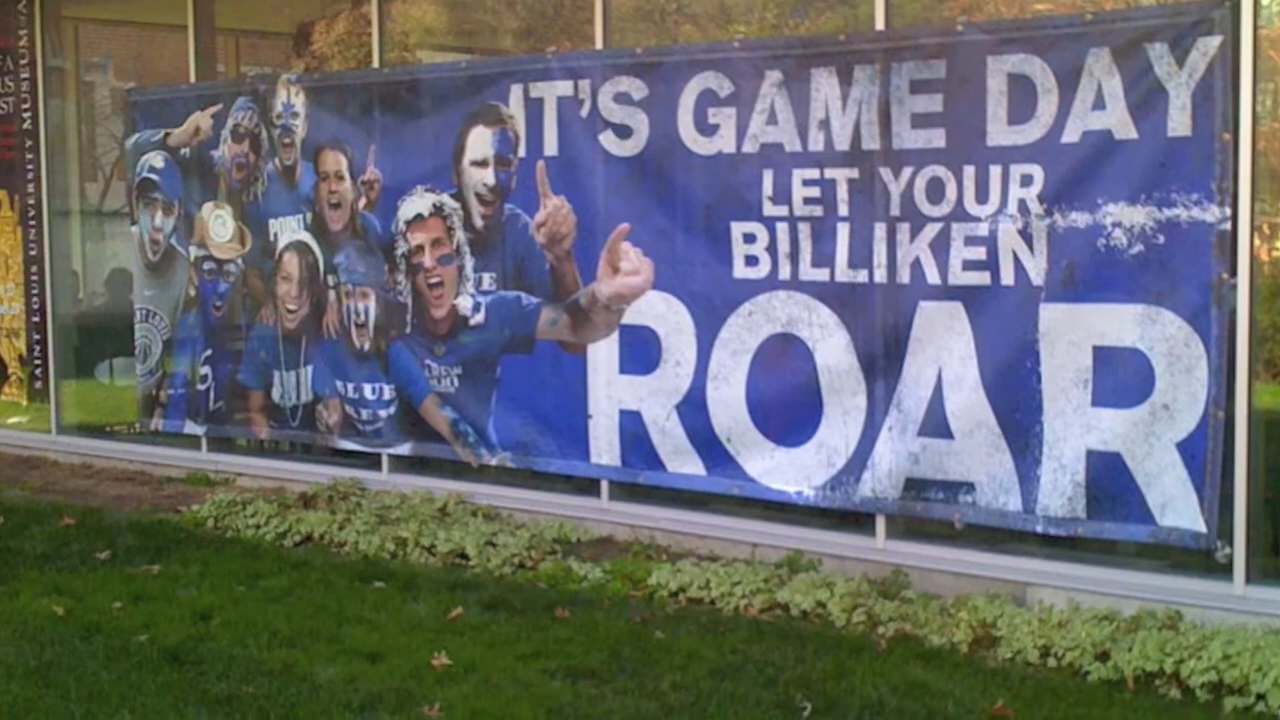 IT'S GAME DAY
LET YOUR
BILLIKEN
ROAR
SAINT LOUIS UNIVERSITY MUSEUM
BLUE